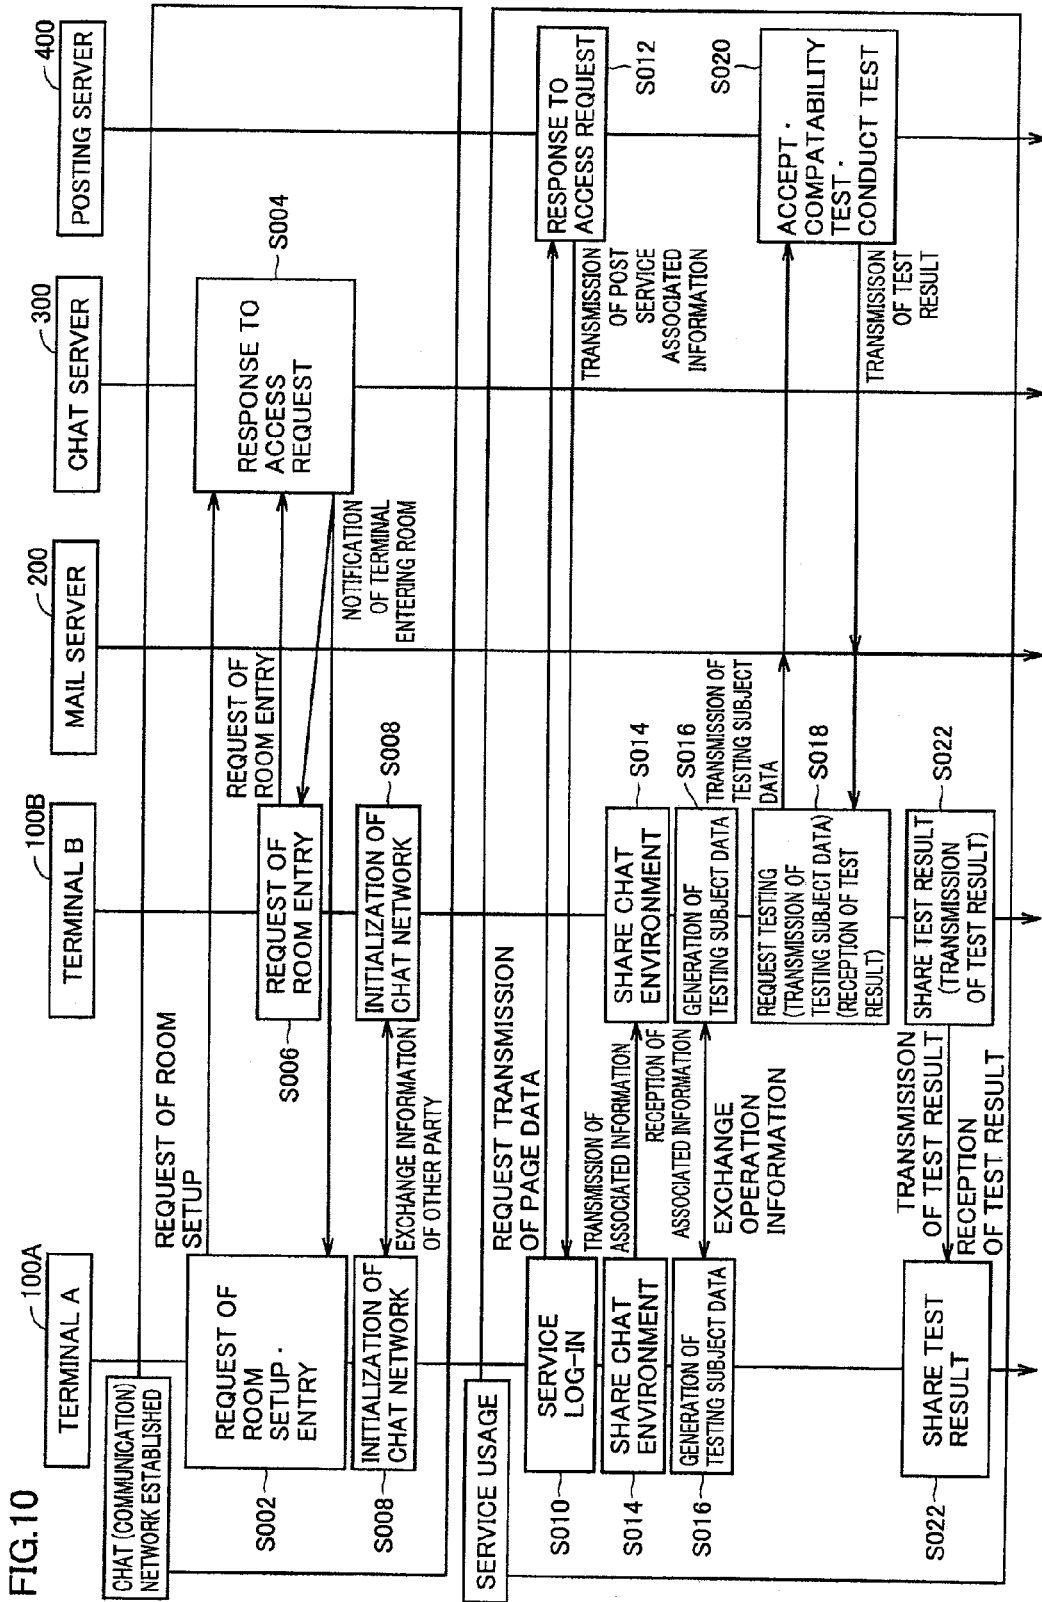 FIG.10
TERMINAL A
100A
TERMINAL B
100B
MAIL SERVER
200
CHAT SERVER
300
POSTING SERVER
400
CHAT (COMMUNICATION)
NETWORK ESTABLISHED
REQUEST OF
ROOM
SETUP·
ENTRY
S002
REQUEST OF ROOM
SETUP
RESPONSE TO
ACCESS
REQUEST
S004
REQUEST OF
ROOM ENTRY
S006
REQUEST OF
ROOM ENTRY
NOTIFICATION
OF TERMINAL
ENTERING ROOM
INITIALIZATION OF
CHAT NETWORK
S008
EXCHANGE INFORMATION
OF OTHER PARTY
INITIALIZATION OF
CHAT NETWORK
S008
SERVICE USAGE
REQUEST TRANSMISSION
OF PAGE DATA
SERVICE
LOG-IN
S010
RESPONSE TO
ACCESS REQUEST
S012
TRANSMISSION
OF POST
SERVICE
ASSOCIATED
INFORMATION
SHARE CHAT
ENVIRONMENT
S014
TRANSMISSION OF
ASSOCIATED INFORMATION
RECEPTION OF
ASSOCIATED INFORMATION
SHARE CHAT
ENVIRONMENT
S014
GENERATION OF
TESTING SUBJECT DATA
S016
EXCHANGE
OPERATION
INFORMATION
GENERATION OF
TESTING SUBJECT DATA
S016
TRANSMISSION OF
TESTING SUBJECT
DATA
REQUEST TESTING
(TRANSMISSION OF
TESTING SUBJECT DATA)
(RECEPTION OF TEST
RESULT)
S018
ACCEPT·
COMPATABILITY
TEST·
CONDUCT TEST
S020
TRANSMISISON
OF TEST
RESULT
SHARE TEST RESULT
(TRANSMISSION
OF TEST RESULT)
S022
TRANSMISISON
OF TEST RESULT
RECEPTION
OF TEST RESULT
SHARE TEST
RESULT
S022